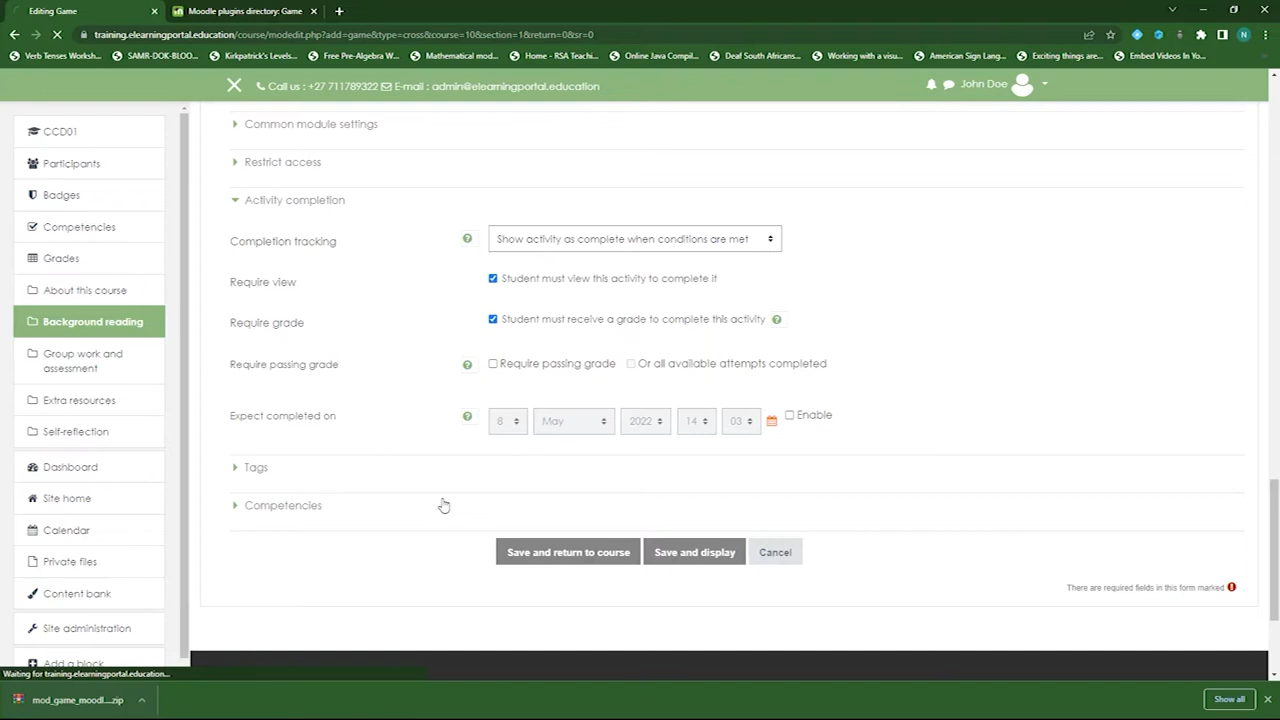 Editing Game
Moodle plugins directory: Game
training.elearningportal.education/course/modedit.php?add=game&type=cross&course=10&section=1&return=0&sr=0
Verb Tenses Worksh...
SAMR-DOK-BLOO...
Kirkpatrick's Levels...
Free Pre-Algebra W...
Mathematical mod...
Home - RSA Teachi...
Online Java Compil...
Deaf South Africans...
Working with a visu...
American Sign Lang...
Exciting things are...
Embed Videos In Yo...
Call us : +27 711789322 E-mail : admin@elearningportal.education
John Doe
CCD01
Participants
Badges
Competencies
Grades
About this course
Background reading
Group work and
assessment
Extra resources
Self-reflection
Dashboard
Site home
Calendar
Private files
Content bank
Site administration
Add a block
Common module settings
Restrict access
Activity completion
Completion tracking
Show activity as complete when conditions are met
Require view
Student must view this activity to complete it
Require grade
Student must receive a grade to complete this activity
Require passing grade
Require passing grade
Or all available attempts completed
Expect completed on
8 May 2022 14 03
Enable
Tags
Competencies
Save and return to course
Save and display
Cancel
There are required fields in this form marked
Waiting for training.elearningportal.education...
mod_game_moodl....zip
Show all